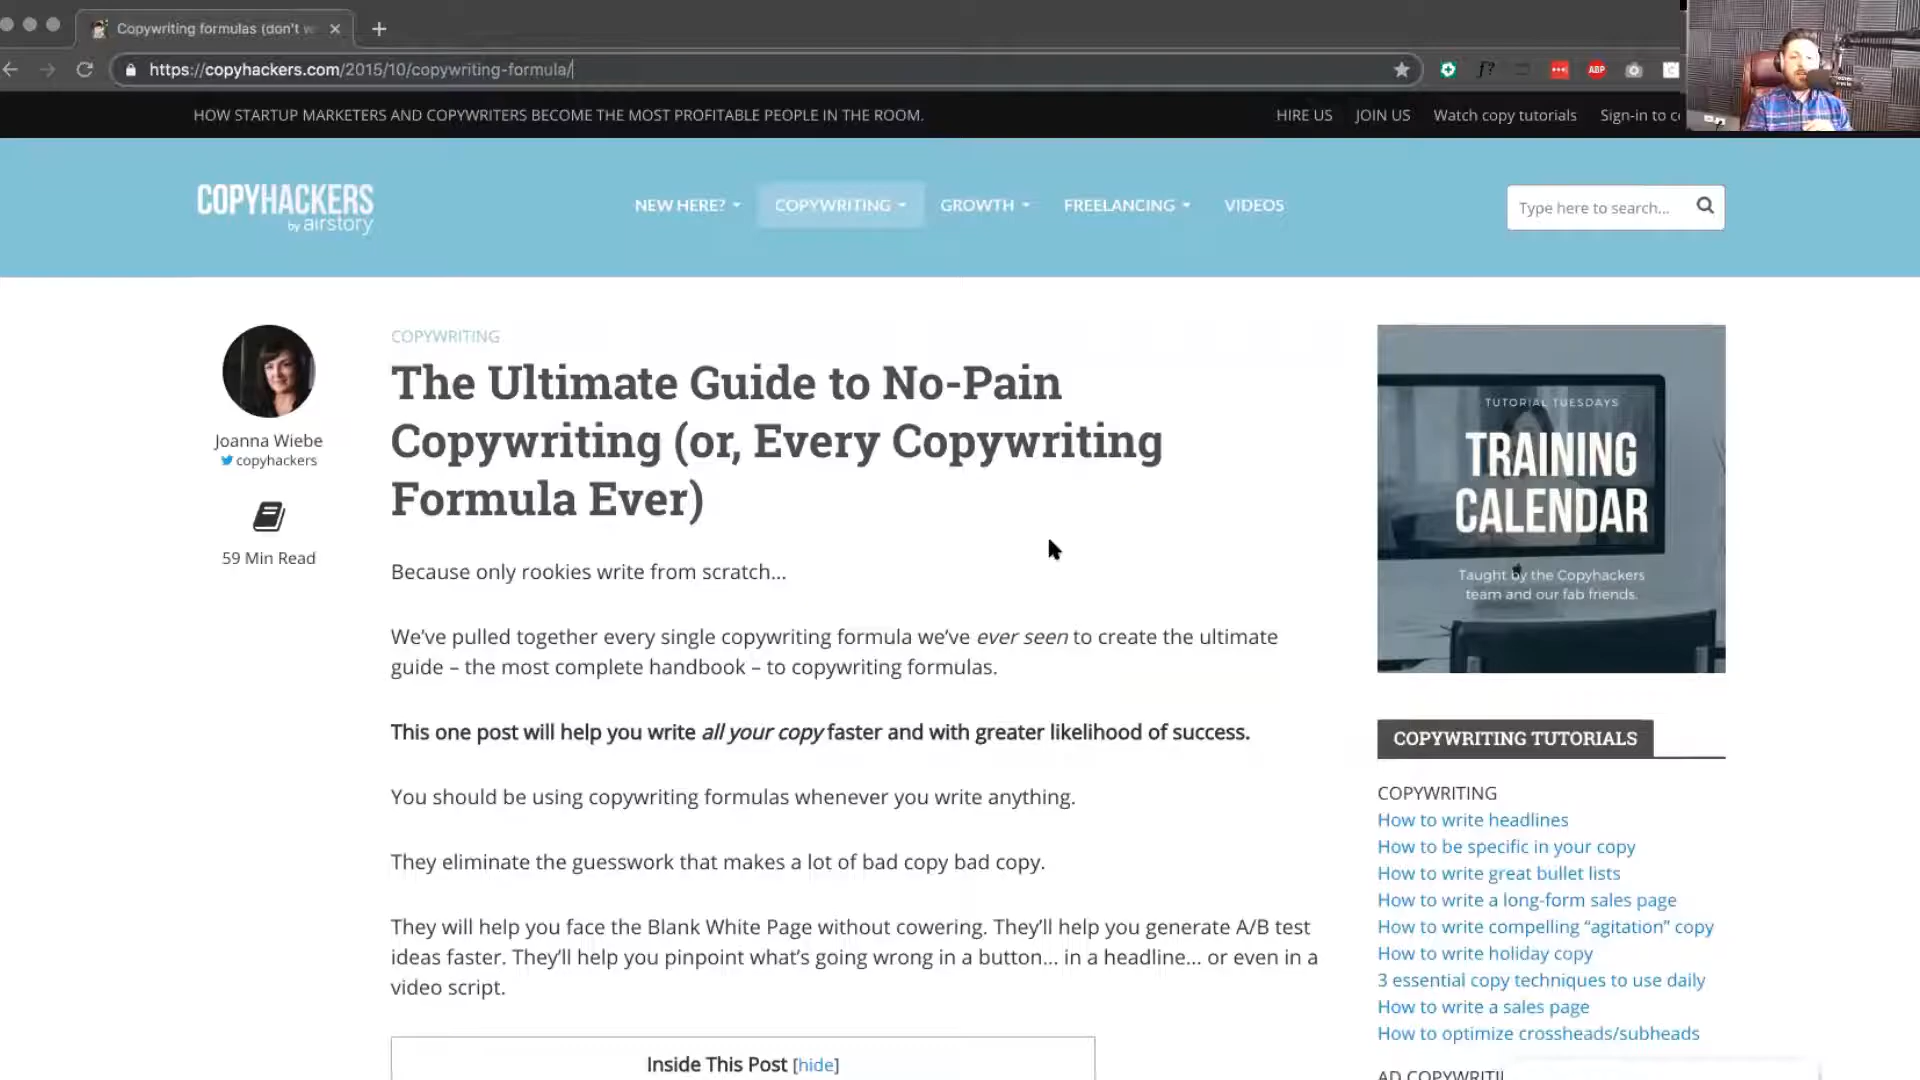 Copywriting formulas (don't w
https://copyhackers.com/2015/10/copywriting-formula/
ABP
HOW STARTUP MARKETERS AND COPYWRITERS BECOME THE MOST PROFITABLE PEOPLE IN THE ROOM.
HIRE US
JOIN US
Watch copy tutorials
Sign-in to c
COPYHACKERS
by airstory
NEW HERE?
COPYWRITING
GROWTH
FREELANCING
VIDEOS
Type here to search...
Joanna Wiebe
copyhackers
59 Min Read
COPYWRITING
The Ultimate Guide to No-Pain
Copywriting (or, Every Copywriting
Formula Ever)
Because only rookies write from scratch…
We’ve pulled together every single copywriting formula we’ve ever seen to create the ultimate
guide – the most complete handbook – to copywriting formulas.
This one post will help you write all your copy faster and with greater likelihood of success.
You should be using copywriting formulas whenever you write anything.
They eliminate the guesswork that makes a lot of bad copy bad copy.
They will help you face the Blank White Page without cowering. They’ll help you generate A/B test
ideas faster. They’ll help you pinpoint what’s going wrong in a button… in a headline… or even in a
video script.
Inside This Post [hide]
TUTORIAL TUESDAYS
TRAINING
CALENDAR
Taught by the Copyhackers
team and our fab friends.
COPYWRITING TUTORIALS
COPYWRITING
How to write headlines
How to be specific in your copy
How to write great bullet lists
How to write a long-form sales page
How to write compelling “agitation” copy
How to write holiday copy
3 essential copy techniques to use daily
How to write a sales page
How to optimize crossheads/subheads
AD COPYWRITI